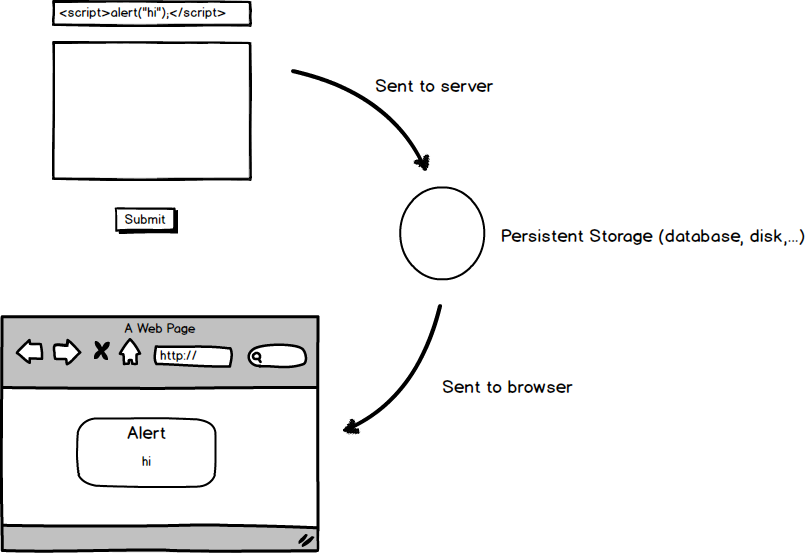 <script>alert("hi");</script>
Sent to server
Submit
Persistent Storage (database, disk,...)
A Web Page
http://
Sent to browser
Alert
hi